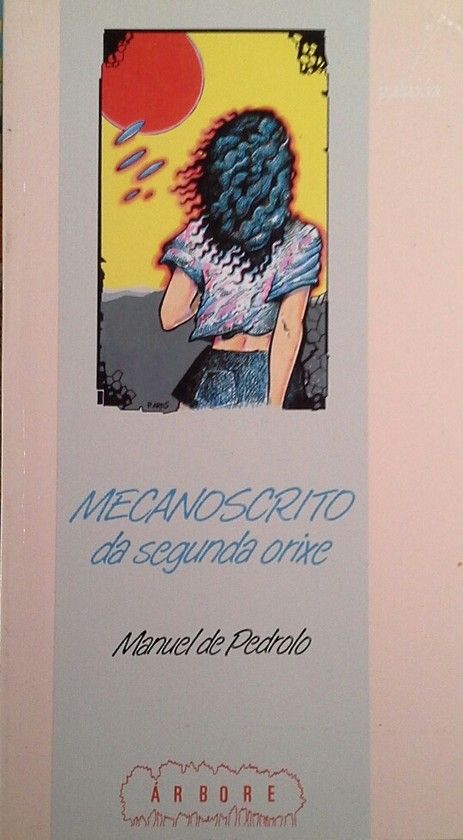 MECANOSCRITO
da segunda orixe
Manuel de Pedrolo
ÁRBORE